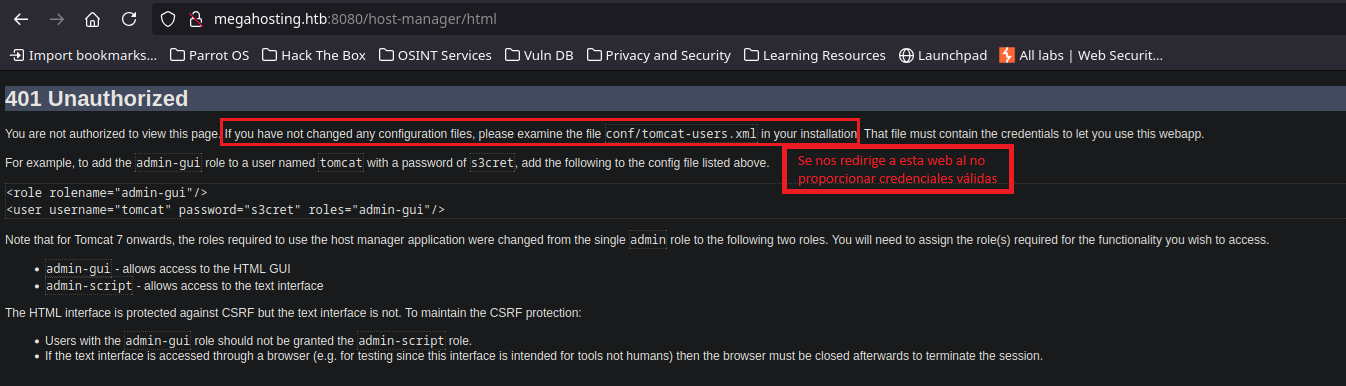 megahosting.htb:8080/host-manager/html
Import bookmarks... Parrot OS Hack The Box OSINT Services Vuln DB Privacy and Security Learning Resources Launchpad All labs | Web Securit...
401 Unauthorized
You are not authorized to view this page. If you have not changed any configuration files, please examine the file conf/tomcat-users.xml in your installation. That file must contain the credentials to let you use this webapp.
For example, to add the admin-gui role to a user named tomcat with a password of s3cret, add the following to the config file listed above.
Se nos redirige a esta web al no
proporcionar credenciales válidas
<role rolename="admin-gui"/>
<user username="tomcat" password="s3cret" roles="admin-gui"/>
Note that for Tomcat 7 onwards, the roles required to use the host manager application were changed from the single admin role to the following two roles. You will need to assign the role(s) required for the functionality you wish to access.
• admin-gui - allows access to the HTML GUI
• admin-script - allows access to the text interface
The HTML interface is protected against CSRF but the text interface is not. To maintain the CSRF protection:
• Users with the admin-gui role should not be granted the admin-script role.
• If the text interface is accessed through a browser (e.g. for testing since this interface is intended for tools not humans) then the browser must be closed afterwards to terminate the session.